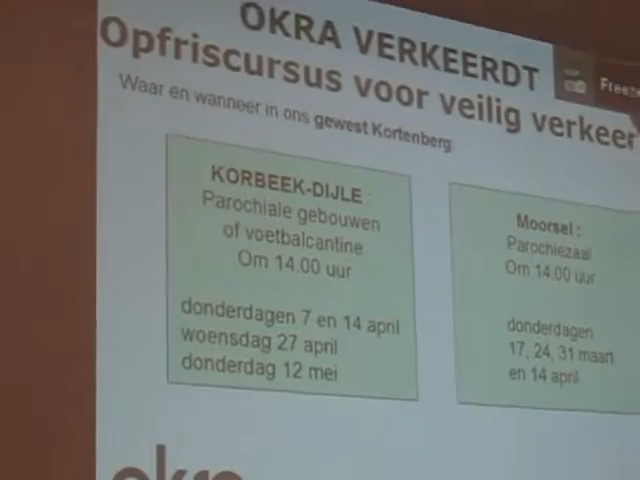 OKRA VERKEERDT
Opfriscursus voor veilig verkeer
Waar en wanneer in ons gewest Kortenberg
KORBEEK-DIJLE :
Parochiale gebouwen
of voetbalcantine
Om 14.00 uur
donderdagen 7 en 14 april
woensdag 27 april
donderdag 12 mei
Moorsel :
Parochiezaal
Om 14.00 uur
donderdagen
17, 24, 31 maart
en 14 april
okra